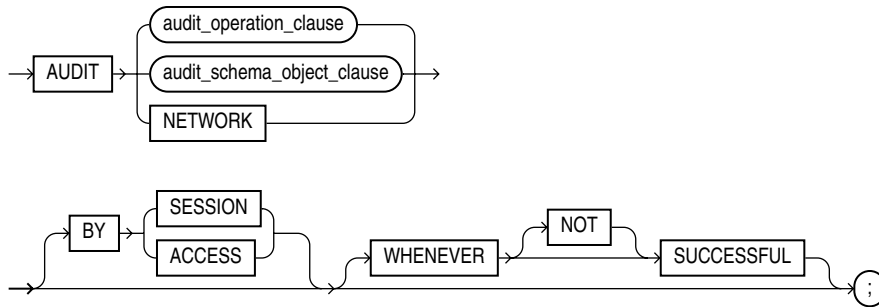 audit_operation_clause
AUDIT
audit_schema_object_clause
NETWORK
SESSION
BY
ACCESS
NOT
WHENEVER
SUCCESSFUL
;